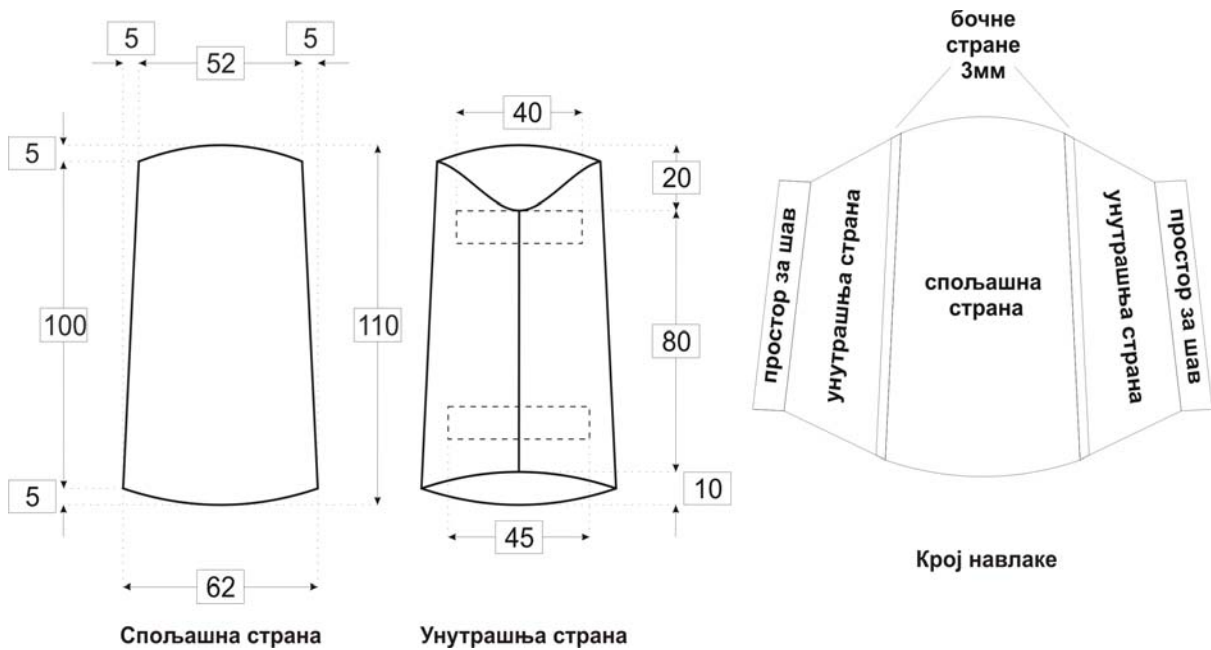 5
52
5
5
100
5
110
62
Спољашна страна
40
20
80
10
45
Унутрашња страна
бочне
стране
3мм
простор за шав
унутрашња страна
спољашна
страна
унутрашња страна
простор за шав
Крој навлаке